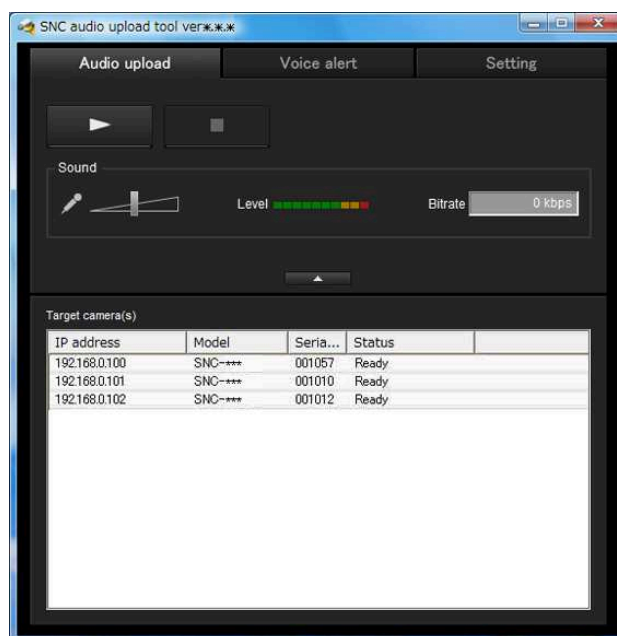 SNC audio upload tool ver*.*.*
Audio upload Voice alert Setting
Sound
Level Bitrate 0 kbps
Target camera(s)
IP address Model Seria... Status
192.168.0.100 SNC-*** 001057 Ready
192.168.0.101 SNC-*** 001010 Ready
192.168.0.102 SNC-*** 001012 Ready